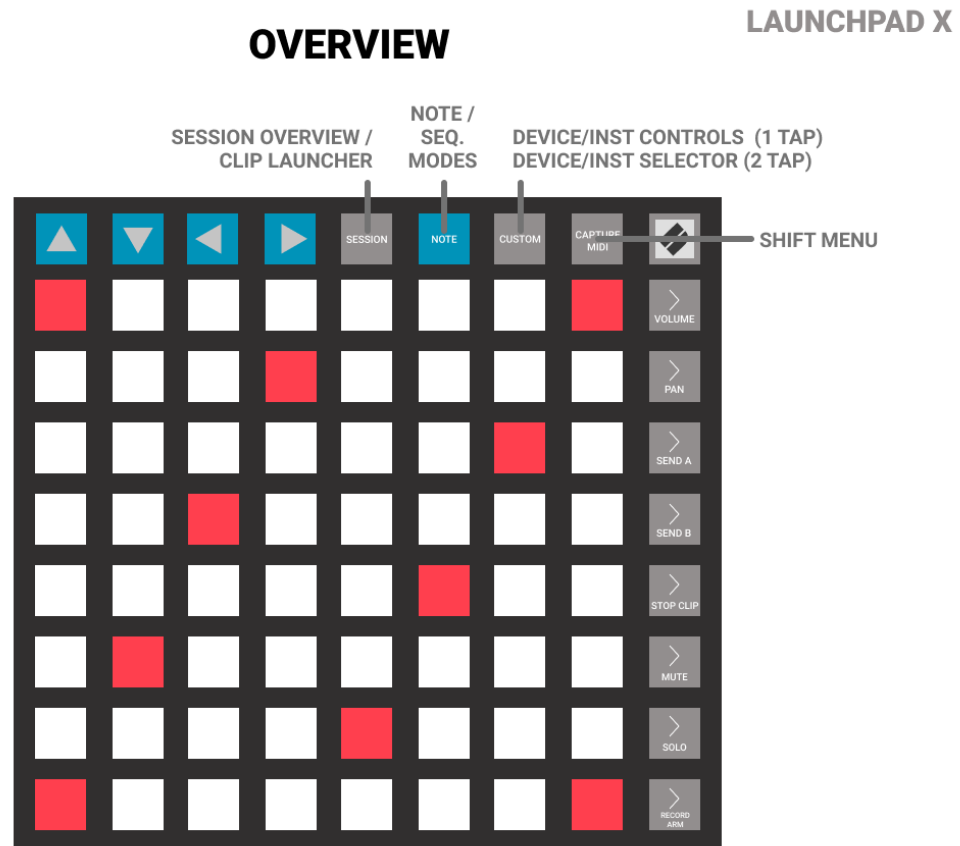 LAUNCHPAD X
OVERVIEW
SESSION OVERVIEW /
CLIP LAUNCHER
NOTE /
SEQ.
MODES
DEVICE/INST CONTROLS (1 TAP)
DEVICE/INST SELECTOR (2 TAP)
SESSION
NOTE
CUSTOM
CAPTURE
MIDI
SHIFT MENU
VOLUME
PAN
SEND A
SEND B
STOP CLIP
MUTE
SOLO
RECORD
ARM